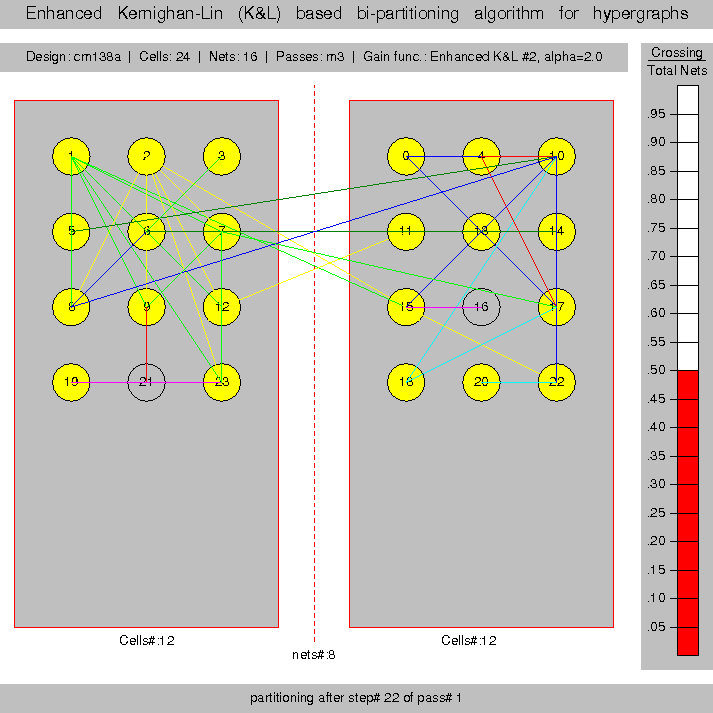 Enhanced Kernighan-Lin (K&L) based bi-partitioning algorithm for hypergraphs
Design: cm138a | Cells: 24 | Nets: 16 | Passes: m3 | Gain func.: Enhanced K&L #2, alpha=2.0
Crossing
Total Nets
.95
.90
.85
.80
.75
.70
.65
.60
.55
.50
.45
.40
.35
.30
.25
.20
.15
.10
.05
1 2 3 0 4 10
5 6 7 11 13 14
8 9 12 15 16 17
19 21 23 18 20 22
Cells#:12
Cells#:12
nets#:8
partitioning after step# 22 of pass# 1